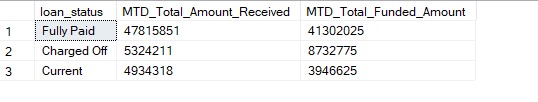 loan_status MTD_Total_Amount_Received MTD_Total_Funded_Amount
1 Fully Paid 47815851 41302025
2 Charged Off 5324211 8732775
3 Current 4934318 3946625